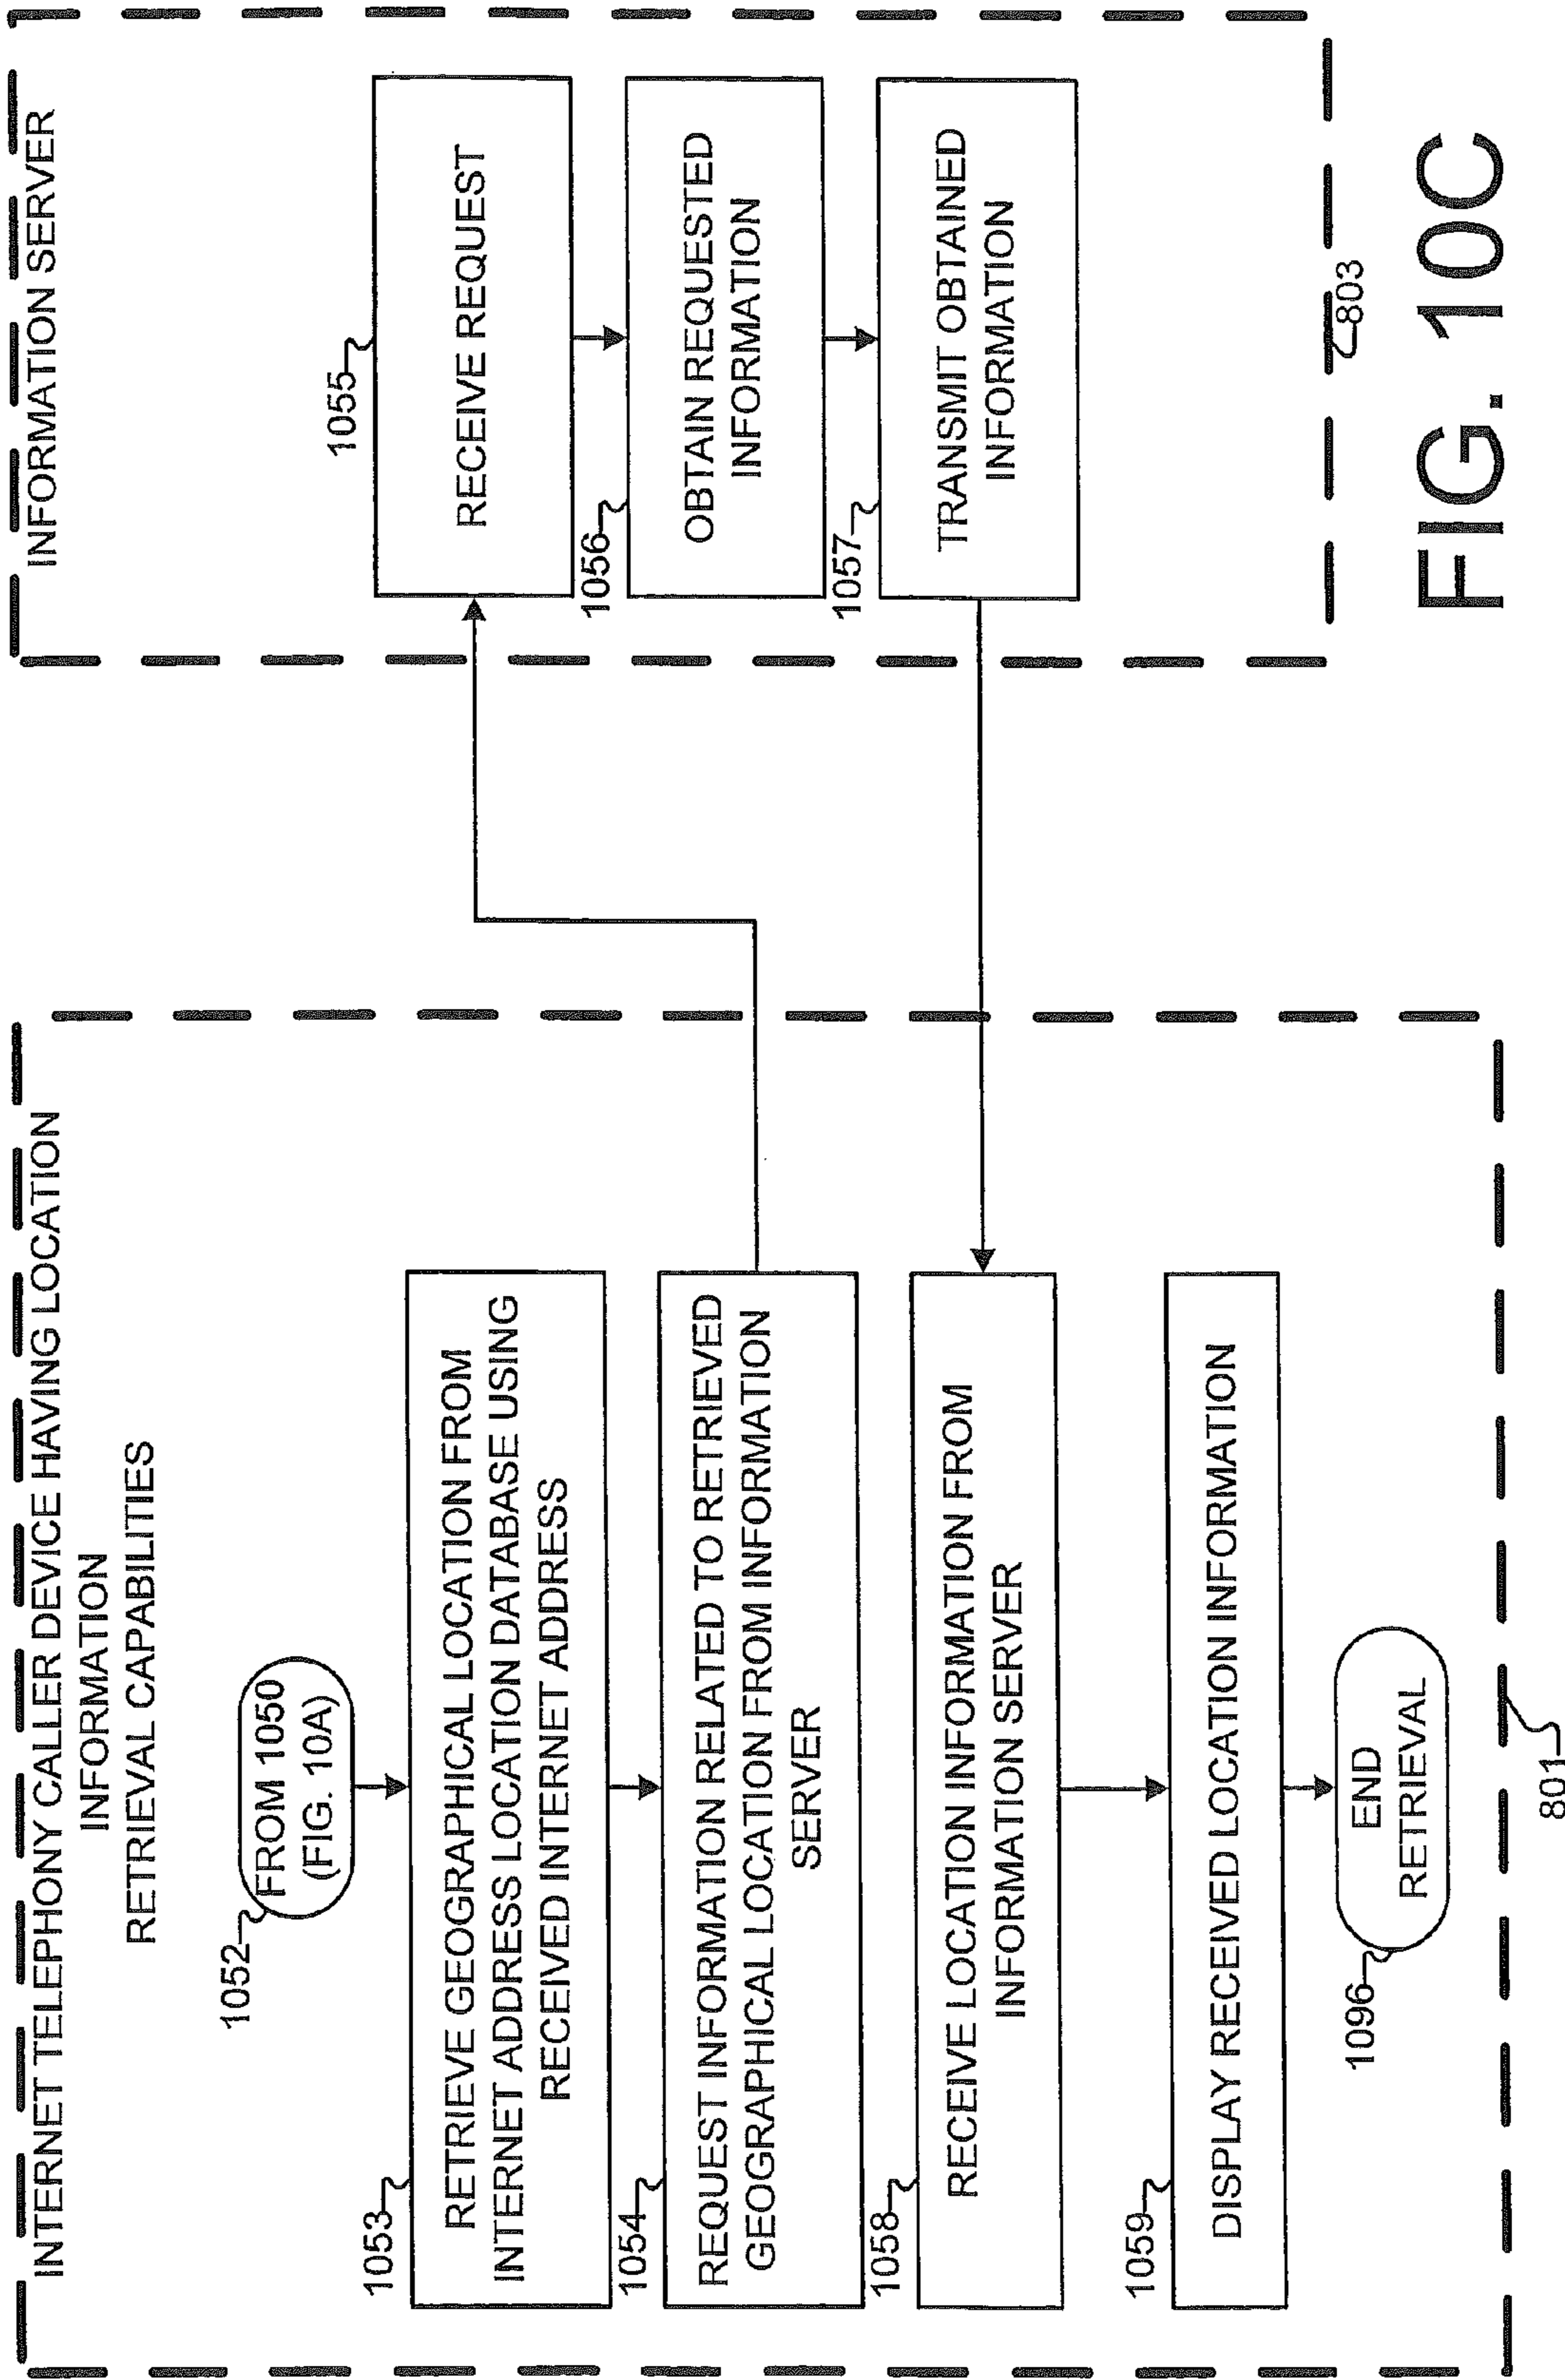 INTERNET TELEPHONY CALLER DEVICE HAVING LOCATION
INFORMATION
RETRIEVAL CAPABILITIES
1052
FROM 1050
(FIG. 10A)
1053
RETRIEVE GEOGRAPHICAL LOCATION FROM
INTERNET ADDRESS LOCATION DATABASE USING
RECEIVED INTERNET ADDRESS
1054
REQUEST INFORMATION RELATED TO RETRIEVED
GEOGRAPHICAL LOCATION FROM INFORMATION
SERVER
1058
RECEIVE LOCATION INFORMATION FROM
INFORMATION SERVER
1059
DISPLAY RECEIVED LOCATION INFORMATION
1096
END
RETRIEVAL
801
INFORMATION SERVER
1055
RECEIVE REQUEST
1056
OBTAIN REQUESTED
INFORMATION
1057
TRANSMIT OBTAINED
INFORMATION
803
FIG. 10C